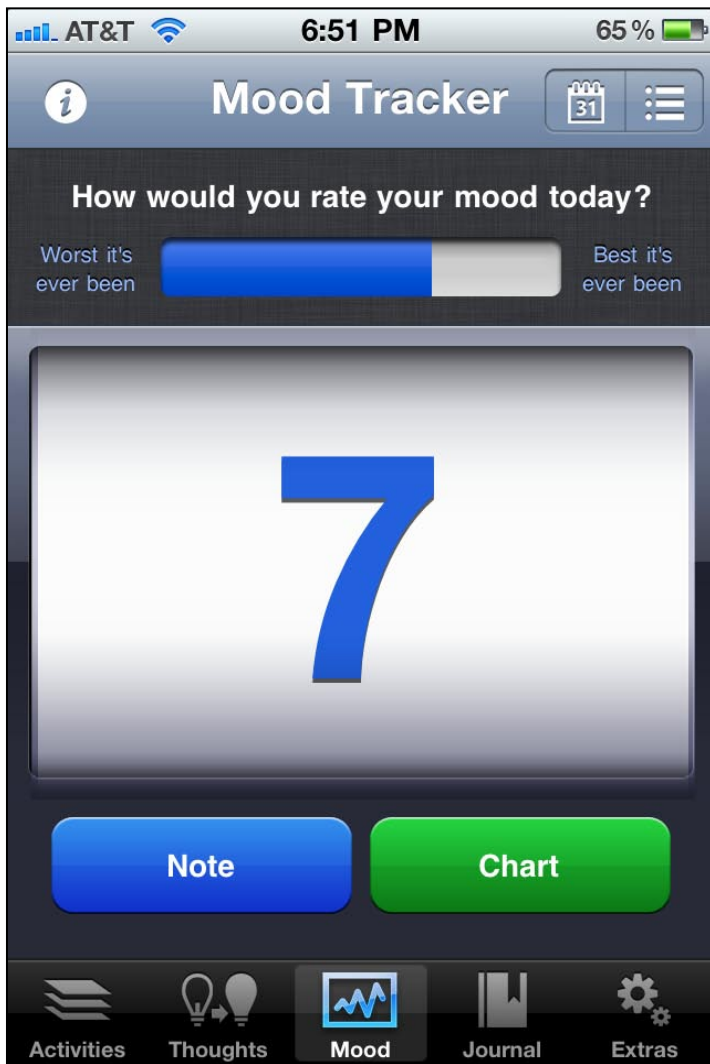 AT&T 6:51 PM 65%
Mood Tracker 31
How would you rate your mood today?
Worst it's
ever been
Best it's
ever been
7
Note Chart
Activities Thoughts Mood Journal Extras